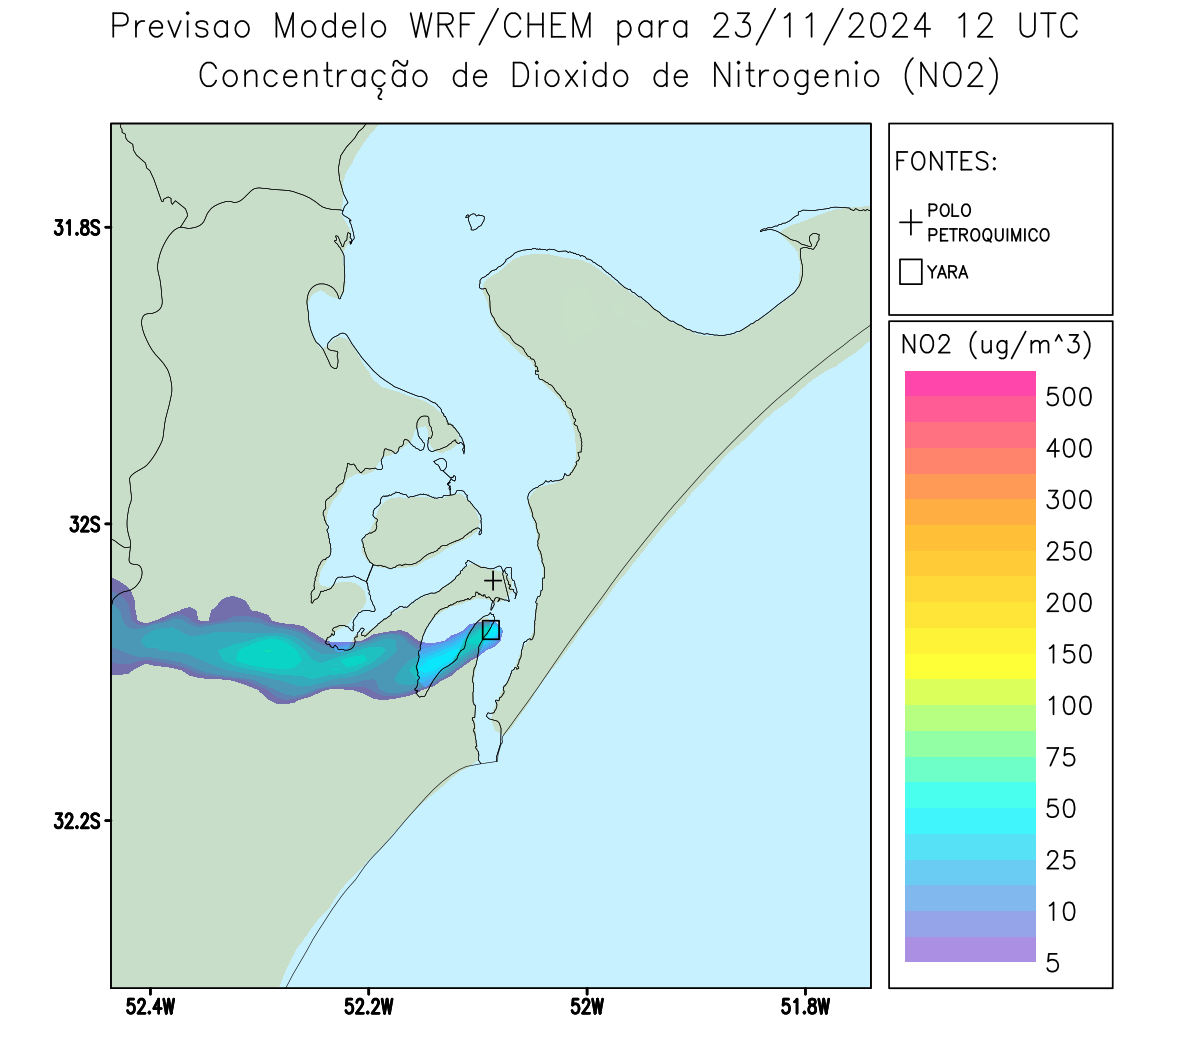 Previsao Modelo WRF/CHEM para 23/11/2024 12 UTC
Concentração de Dioxido de Nitrogenio (NO2)
FONTES:
POLO
PETROQUIMICO
YARA
NO2 (ug/m^3)
500
400
300
250
200
150
100
75
50
25
10
5
31.8S
32S
32.2S
52.4W
52.2W
52W
51.8W